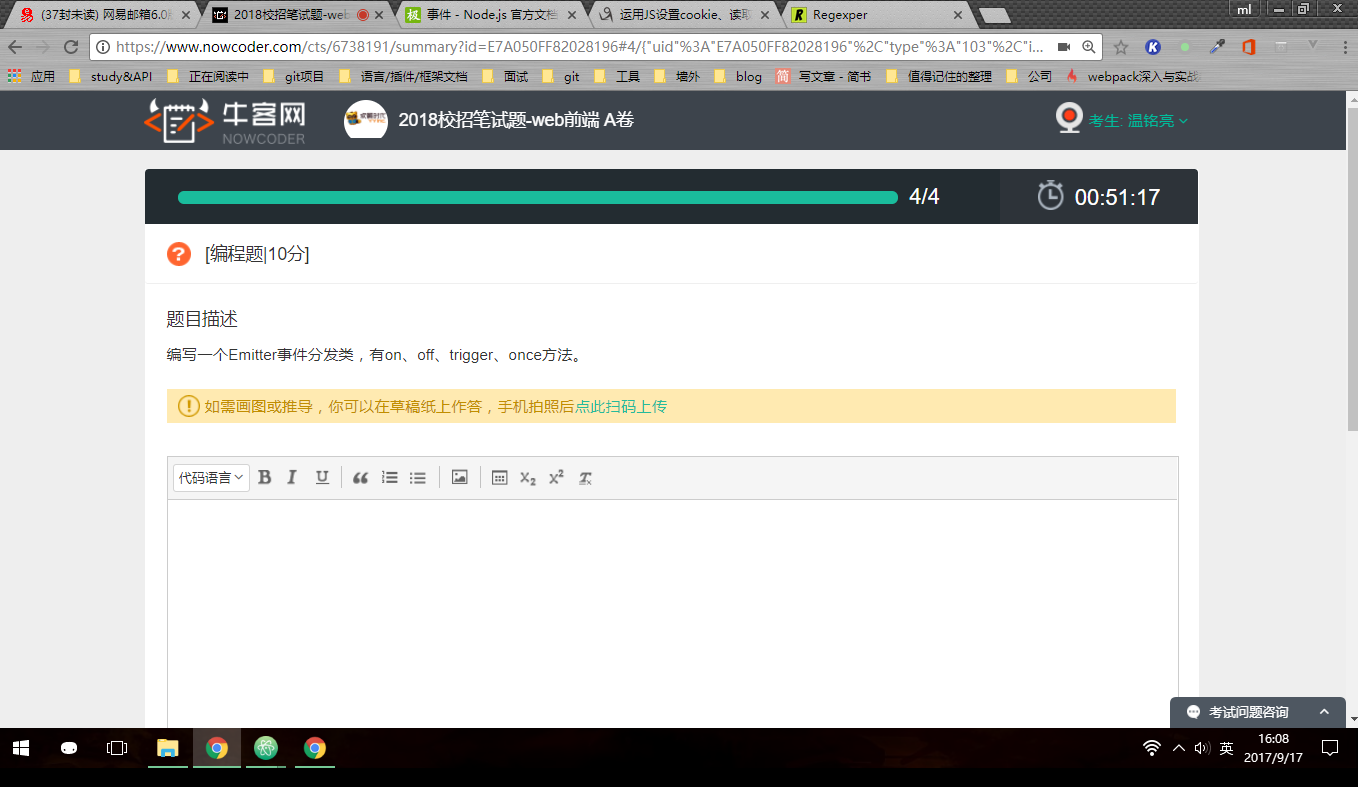 (37封未读) 网易邮箱6.0版
2018校招笔试题-web
事件 - Node.js 官方文档
运用JS设置cookie、读取
Regexper
ml
https://www.nowcoder.com/cts/6738191/summary?id=E7A050FF82028196#4/{"uid"%3A"E7A050FF82028196"%2C"type"%3A"103"%2C"i...
应用
study&API
正在阅读中
git项目
语言/插件/框架文档
面试
git
工具
墙外
blog
简 写文章 - 简书
值得记住的整理
公司
webpack深入与实战
牛客网
NOWCODER
2018校招笔试题-web前端 A卷
考生: 温铭亮
4/4
00:51:17
[编程题|10分]
题目描述
编写一个Emitter事件分发类，有on、off、trigger、once方法。
如需画图或推导，你可以在草稿纸上作答，手机拍照后点此扫码上传
代码语言
考试问题咨询
英
16:08
2017/9/17